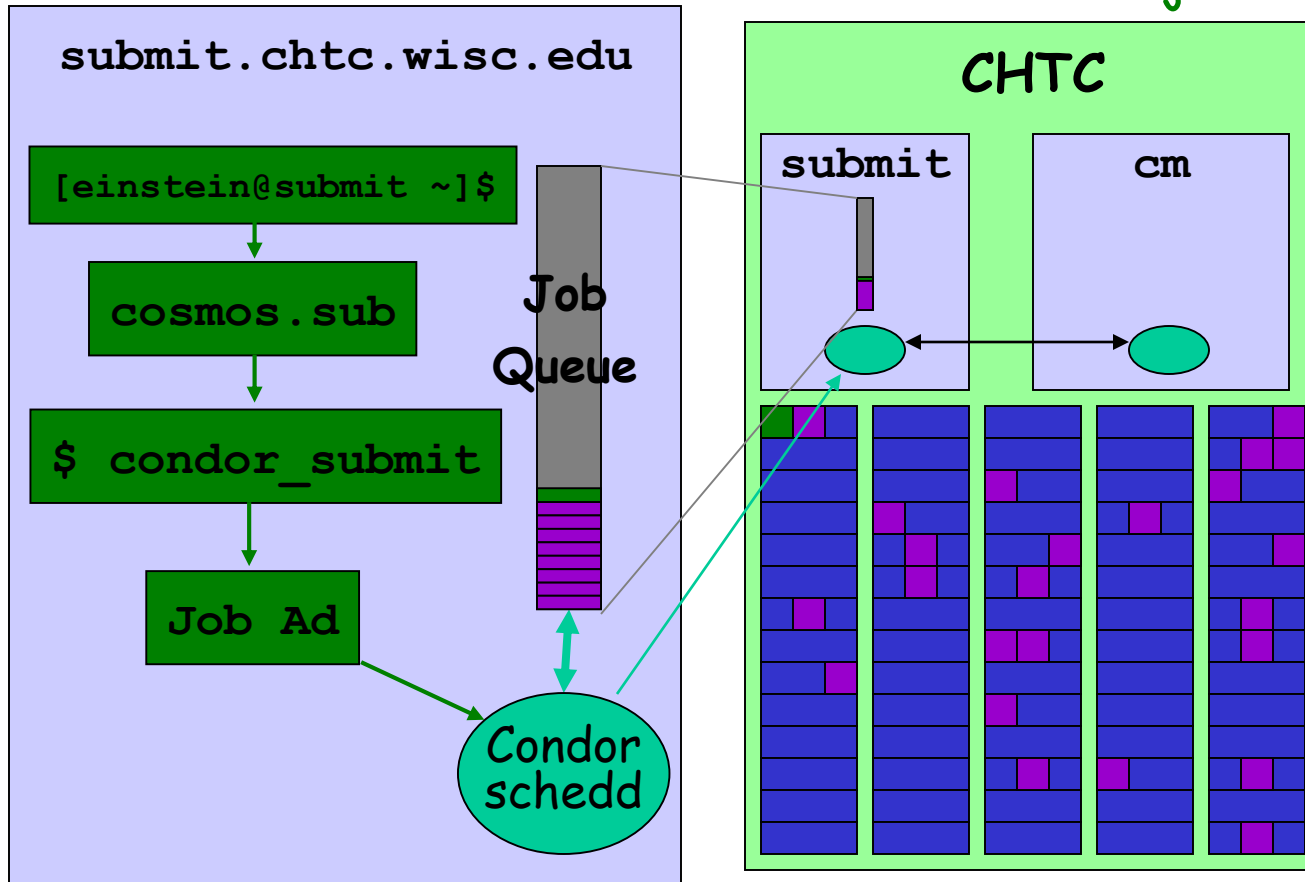 submit.chtc.wisc.edu
[einstein@submit ~]$
cosmos.sub
$ condor_submit
Job Ad
Job
Queue
Condor
schedd
CHTC
submit
cm